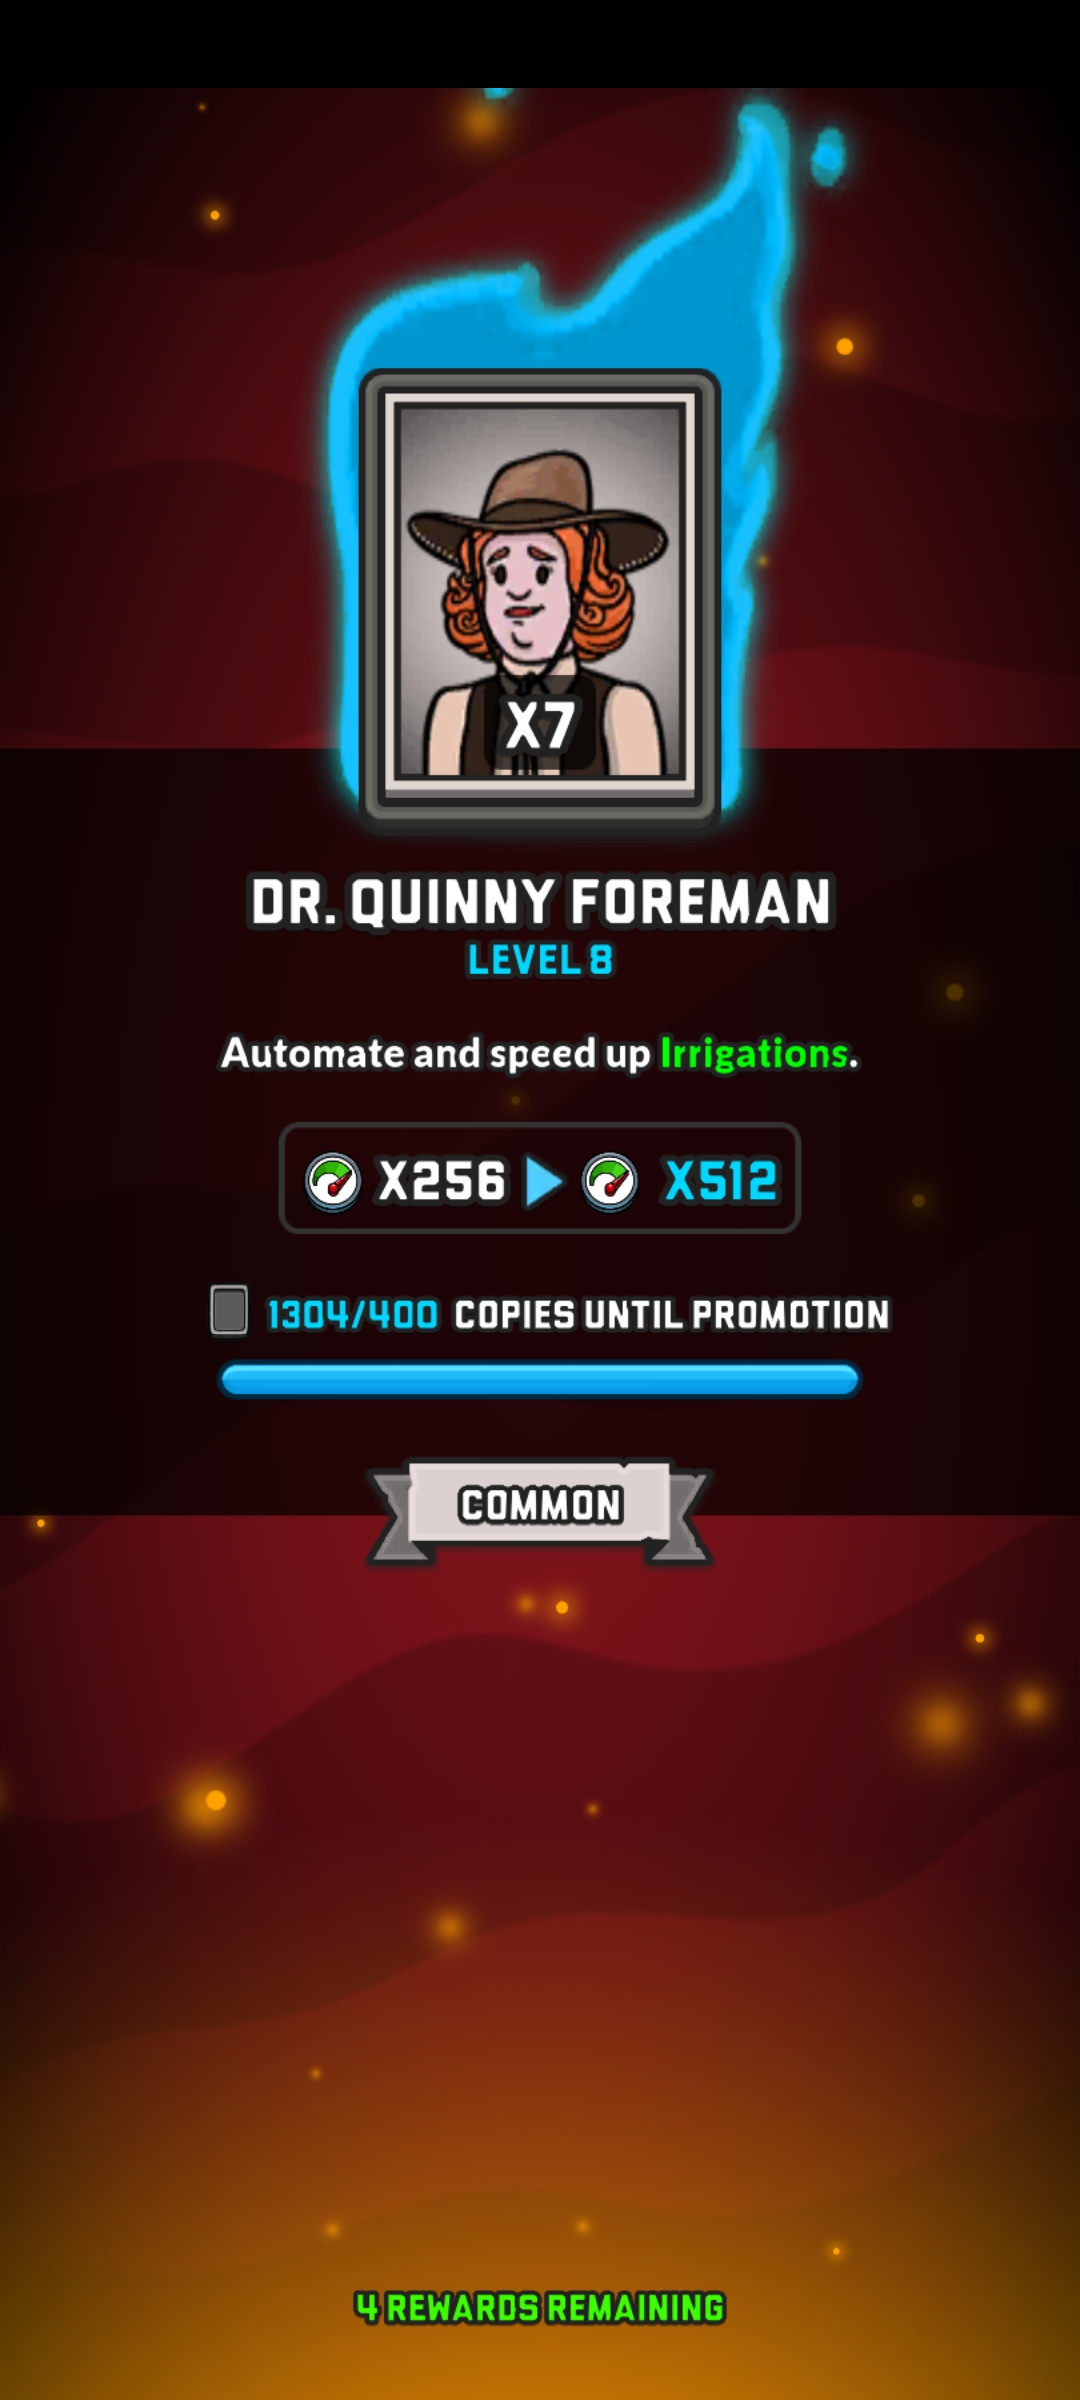 X7
DR. QUINNY FOREMAN
LEVEL 8
Automate and speed up Irrigations.
X256 X512
1304/400 COPIES UNTIL PROMOTION
COMMON
4 REWARDS REMAINING